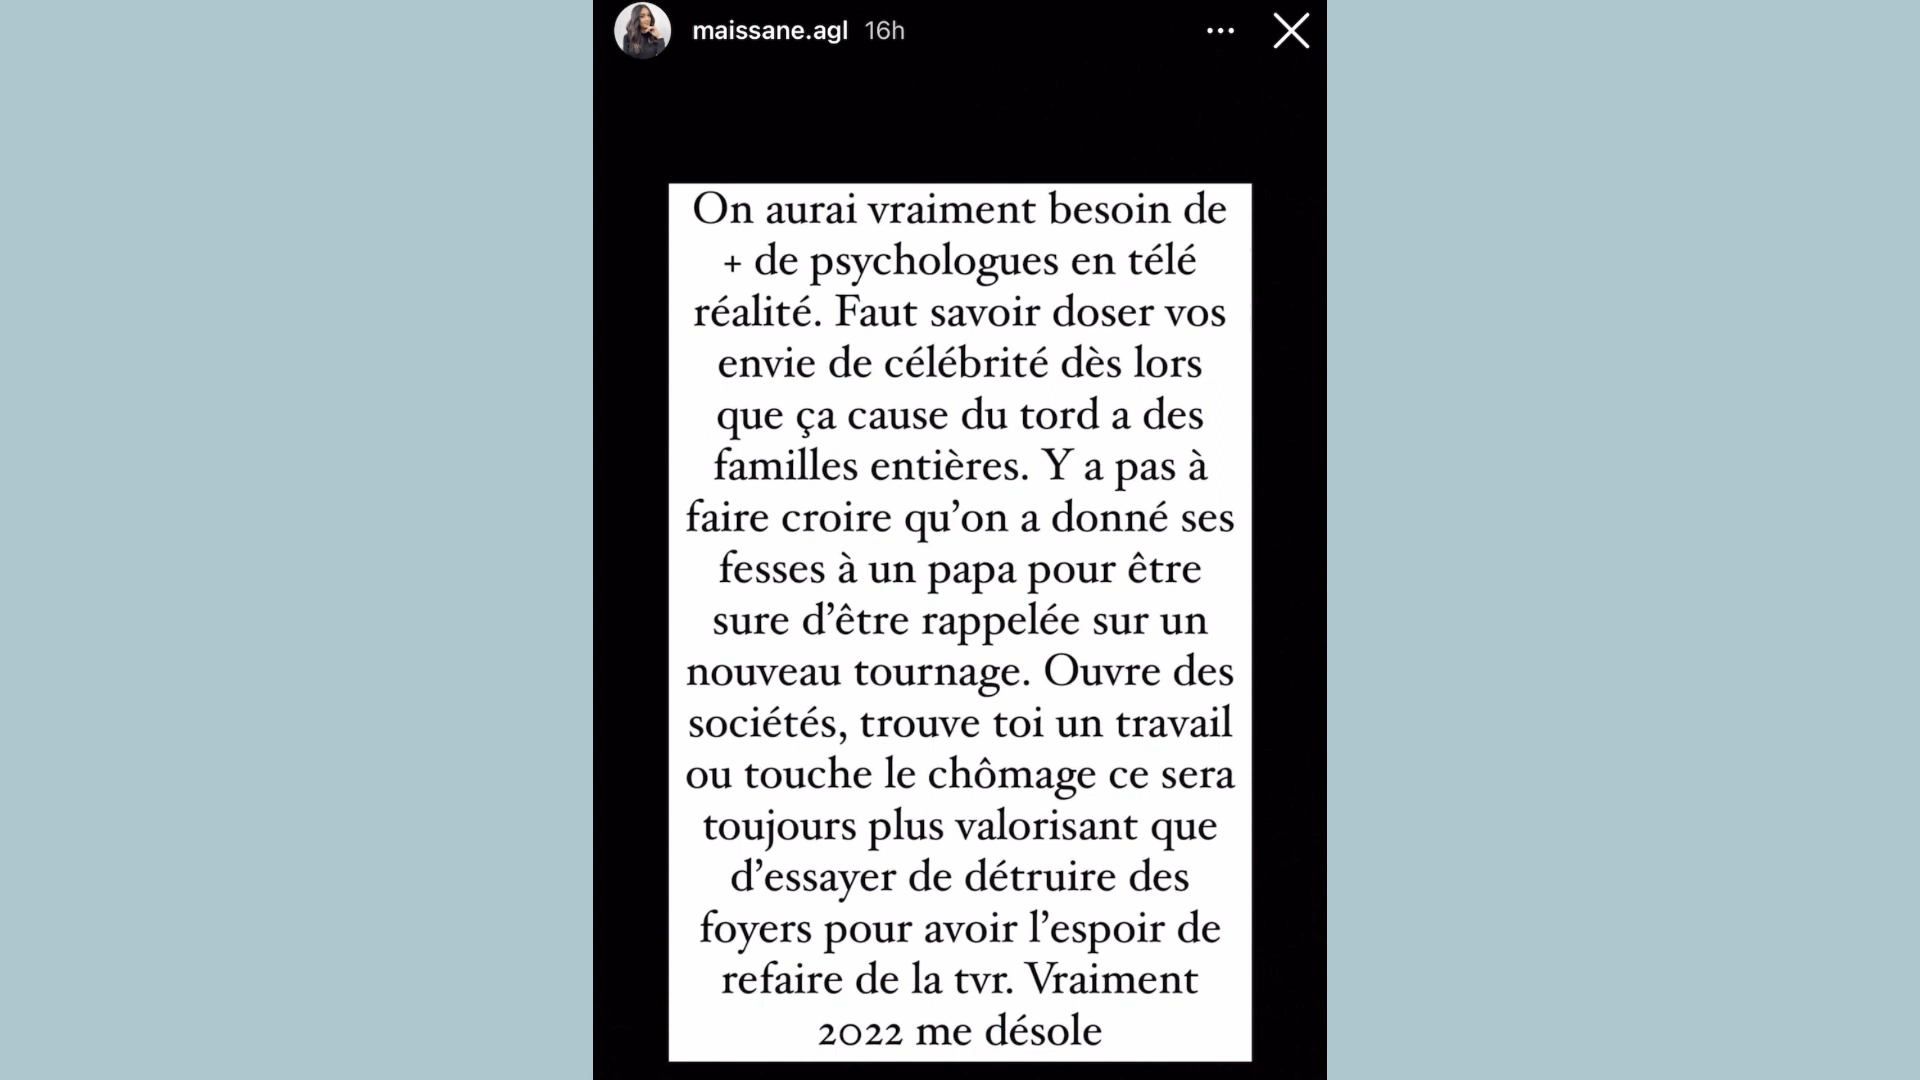 maissane.agl 16h
On aurai vraiment besoin de
+ de psychologues en télé
réalité. Faut savoir doser vos
envie de célébrité dès lors
que ça cause du tord a des
familles entières. Y a pas à
faire croire qu’on a donné ses
fesses à un papa pour être
sure d’être rappelée sur un
nouveau tournage. Ouvre des
sociétés, trouve toi un travail
ou touche le chômage ce sera
toujours plus valorisant que
d’essayer de détruire des
foyers pour avoir l’espoir de
refaire de la tvr. Vraiment
2022 me désole